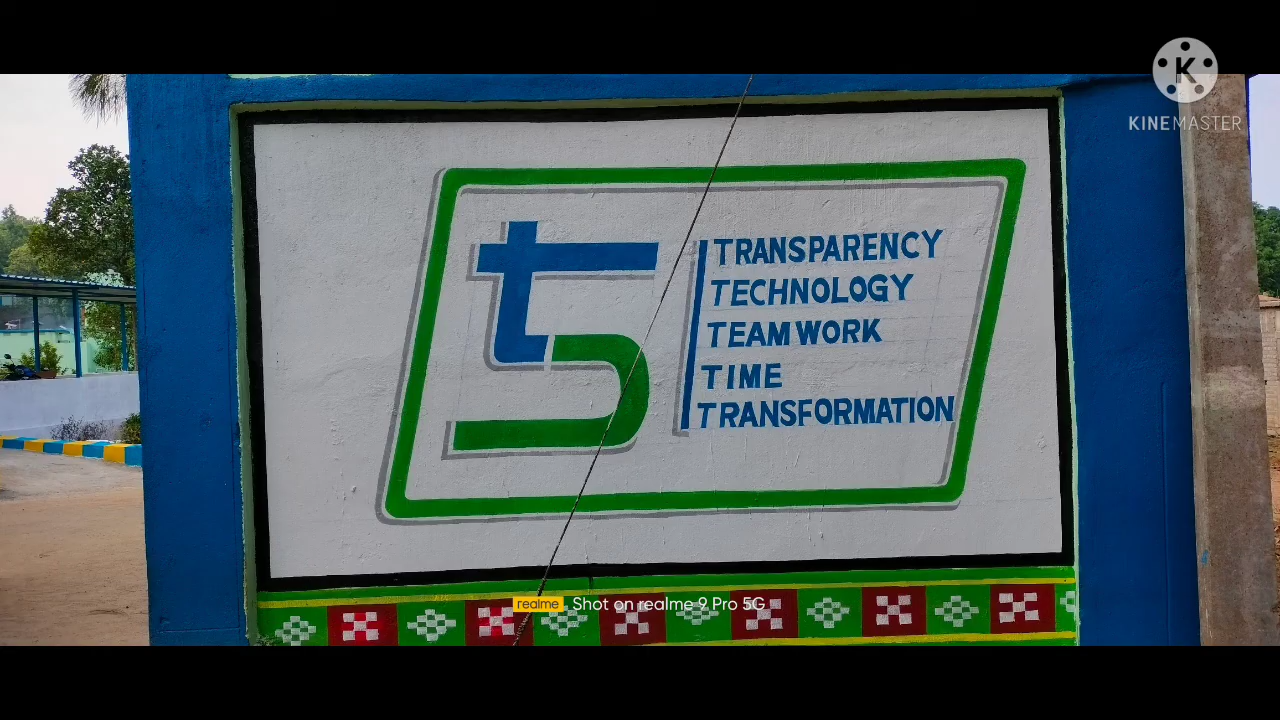 K
KINEMASTER
5T
TRANSPARENCY
TECHNOLOGY
TEAMWORK
TIME
TRANSFORMATION
realme Shot on realme 9 Pro 5G